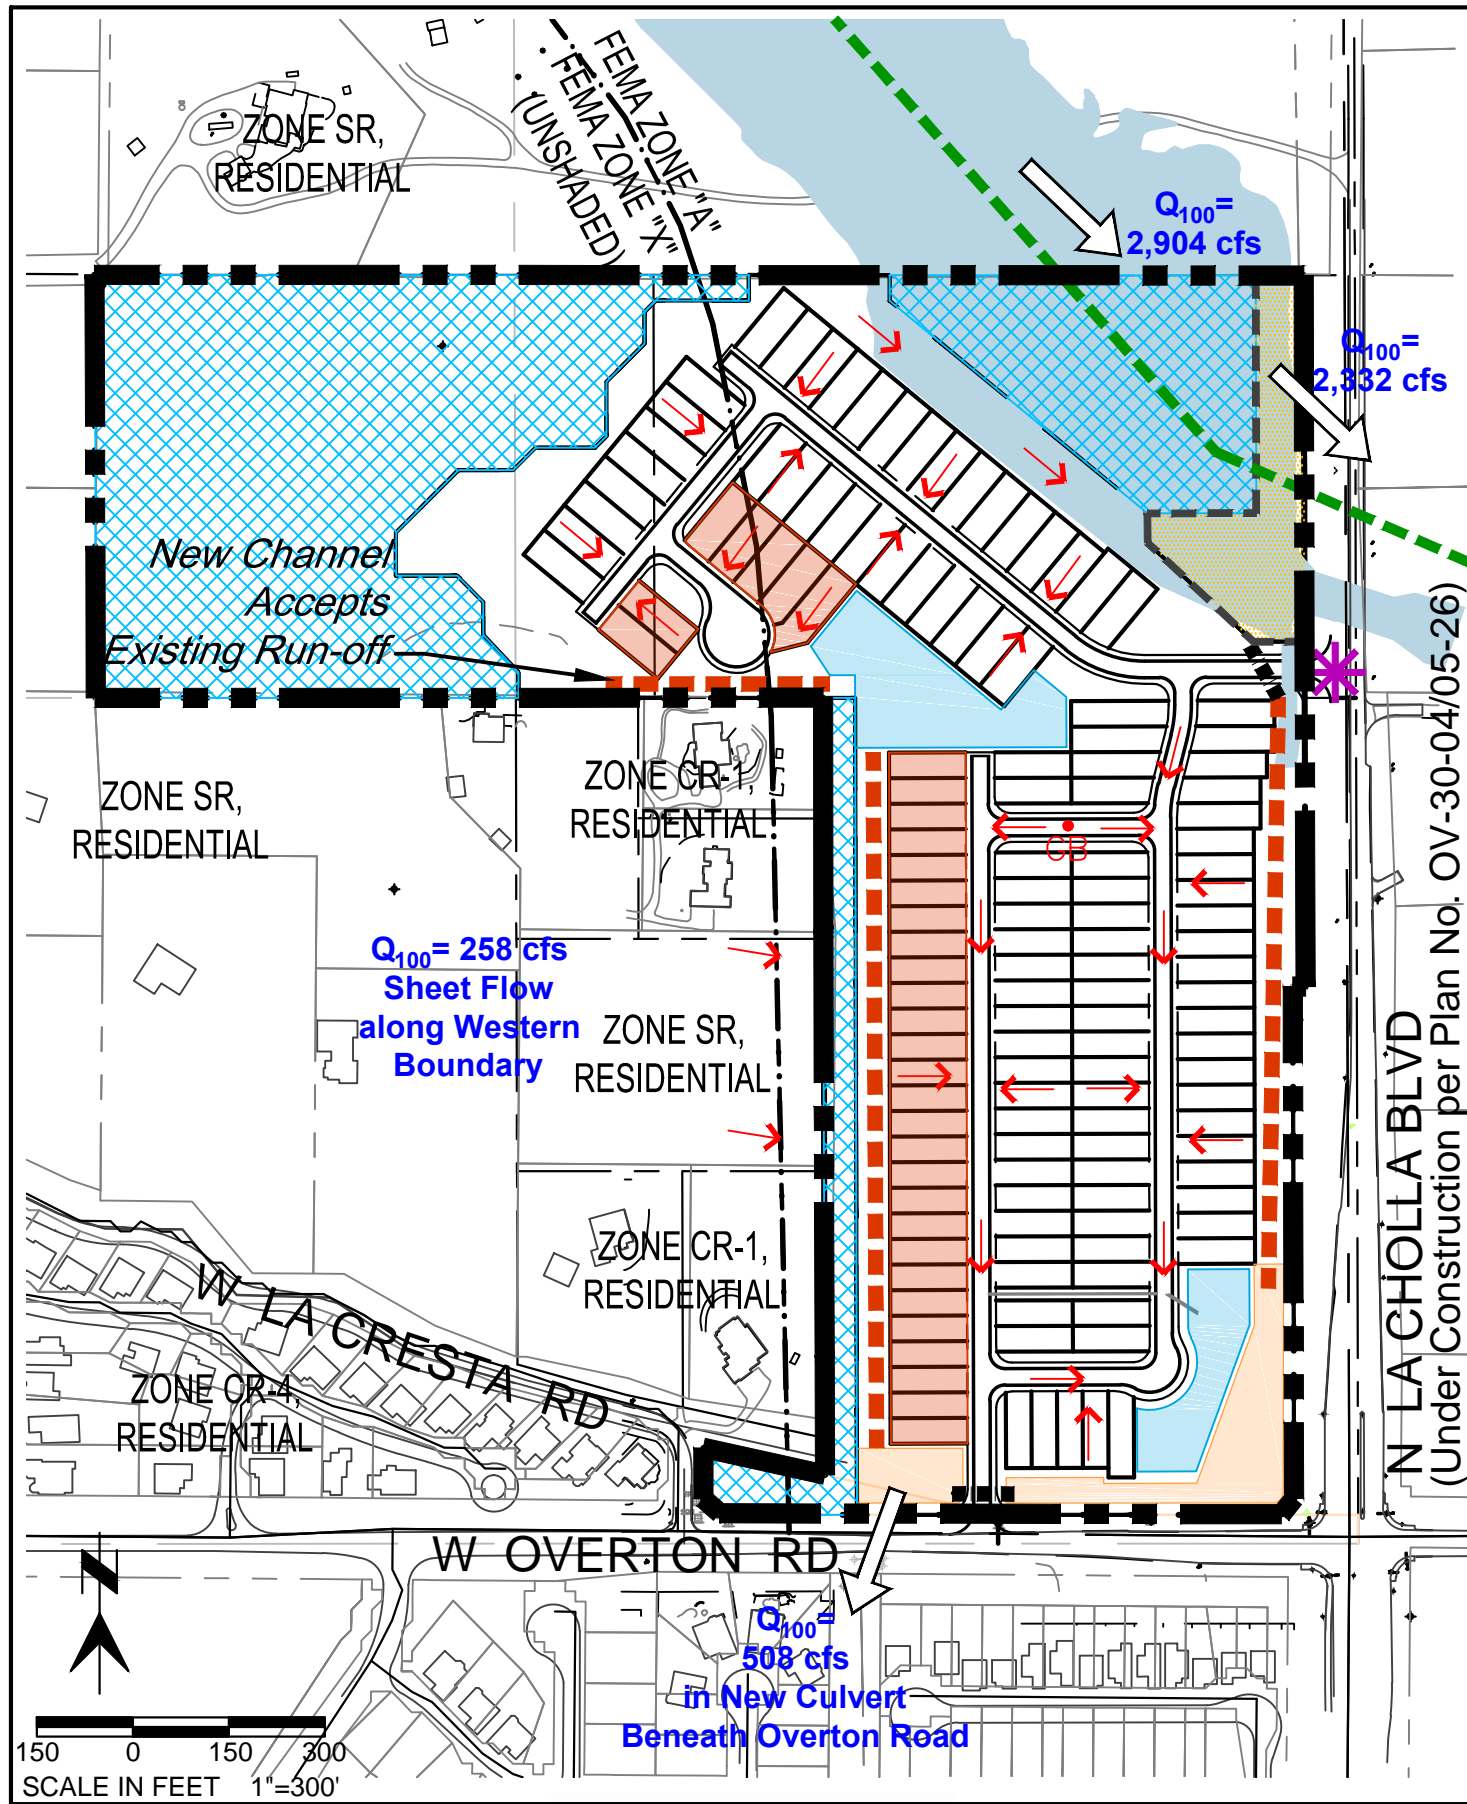 FEMA ZONE "A"
FEMA ZONE "X"
(UNSHADED)
ZONE SR,
RESIDENTIAL
Q100=
2,904 cfs
Q100=
2,332 cfs
New Channel
Accepts
Existing Run-off
ZONE SR,
RESIDENTIAL
ZONE CR-1,
RESIDENTIAL
GB
Q100= 258 cfs
Sheet Flow
along Western
Boundary
ZONE SR,
RESIDENTIAL
ZONE CR-1,
RESIDENTIAL
W LA CRESTA RD
ZONE CR-4,
RESIDENTIAL
N LA CHOLLA BLVD
(Under Construction per Plan No. OV-30-04/05-26)
W OVERTON RD
N
Q100=
508 cfs
in New Culvert
Beneath Overton Road
150 0 150 300
SCALE IN FEET 1"=300'